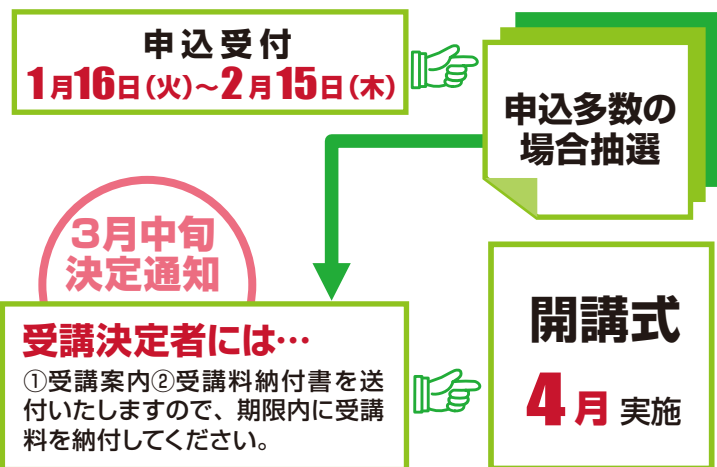 申込受付
1月16日(火)~2月15日(木)
申込多数の
場合抽選
3月中旬
決定通知
受講決定者には…
①受講案内②受講料納付書を送
付いたしますので、期限内に受講
料を納付してください。
開講式
4月 実施